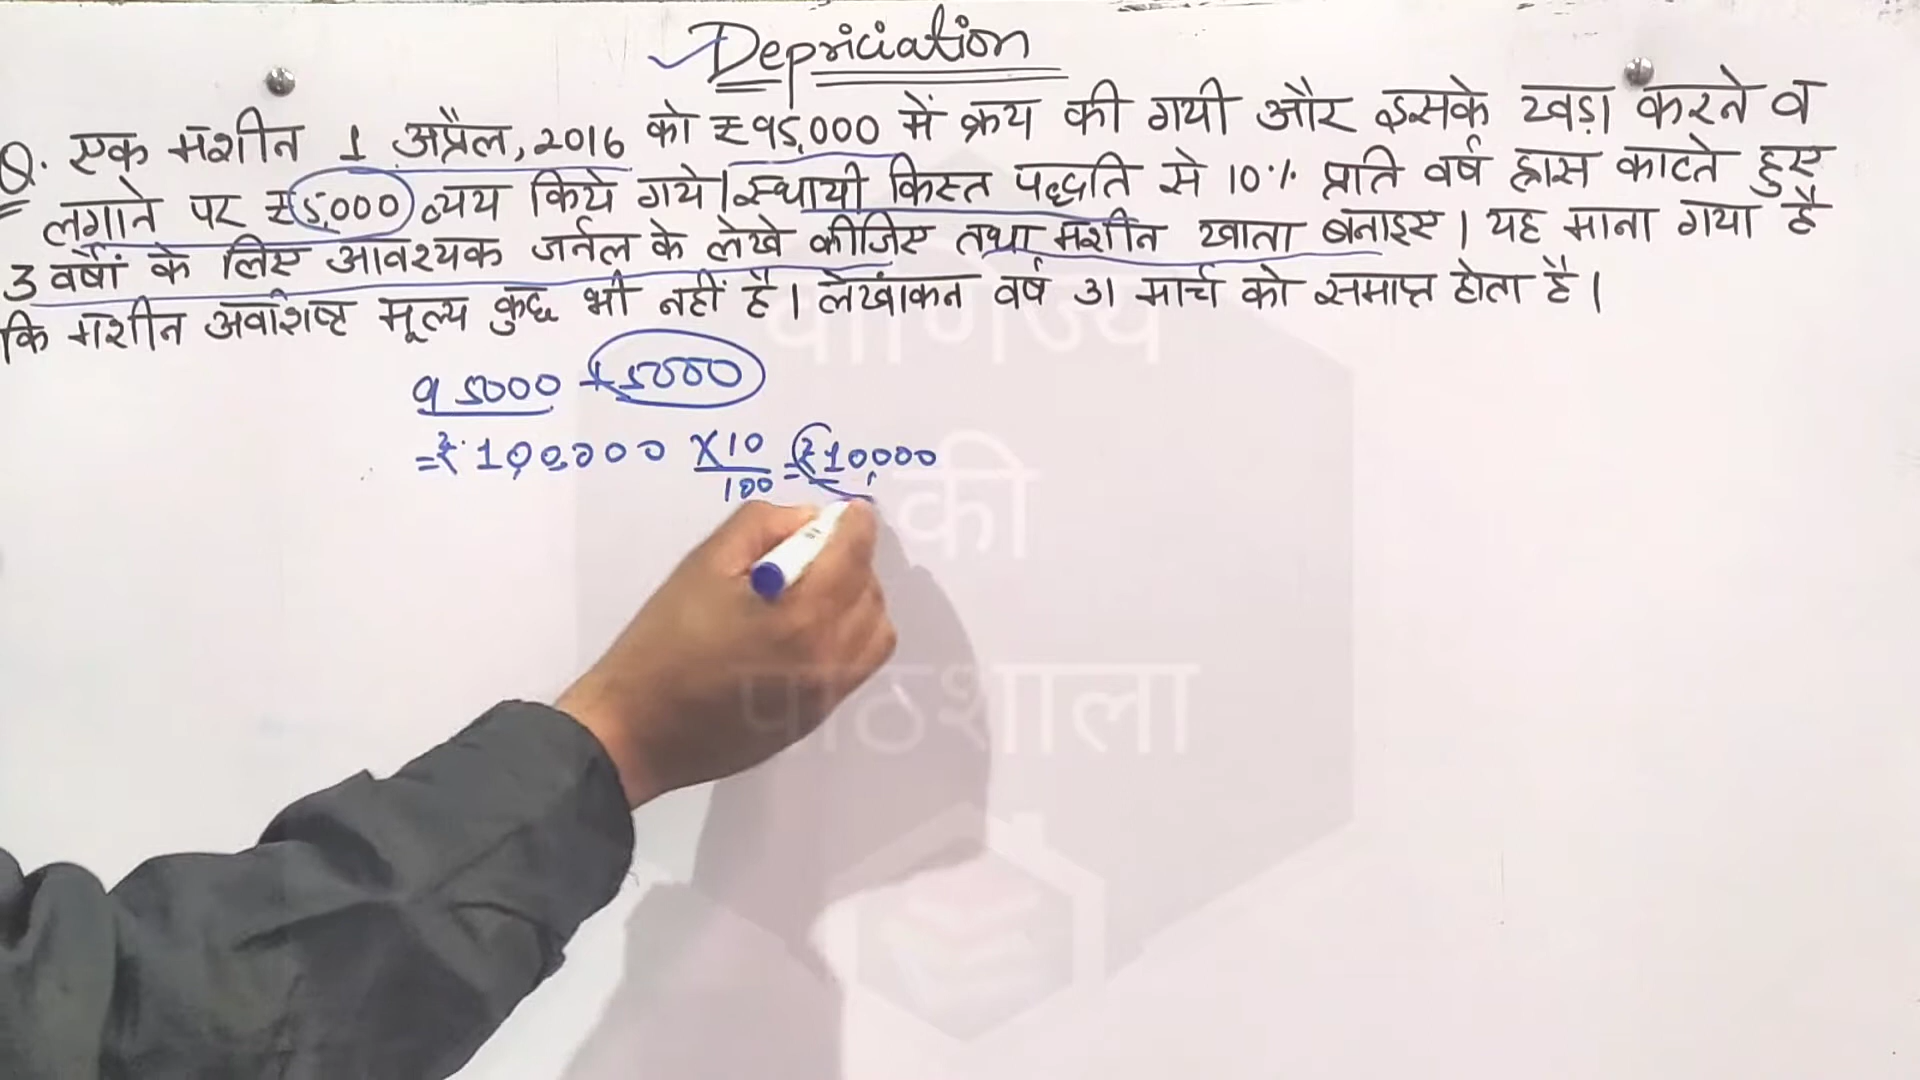 Depriciation
Q. एक मशीन 1 अप्रैल, 2016 को ₹95,000 में क्रय की गयी और इसके खड़ा करने व
लगाने पर ₹5,000 व्यय किये गये। स्थायी किस्त पद्धति से 10% प्रति वर्ष ह्रास काटते हुए
3 वर्षों के लिए आवश्यक जर्नल के लेखे कीजिए तथा मशीन खाता बनाइए। यह माना गया है
कि मशीन अवशिष्ट मूल्य कुछ भी नहीं है। लेखांकन वर्ष 31 मार्च को समाप्त होता है।
95000 + 5000
=₹100000 X10/100 = ₹10,000
वाणिज्य
की
पाठशाला